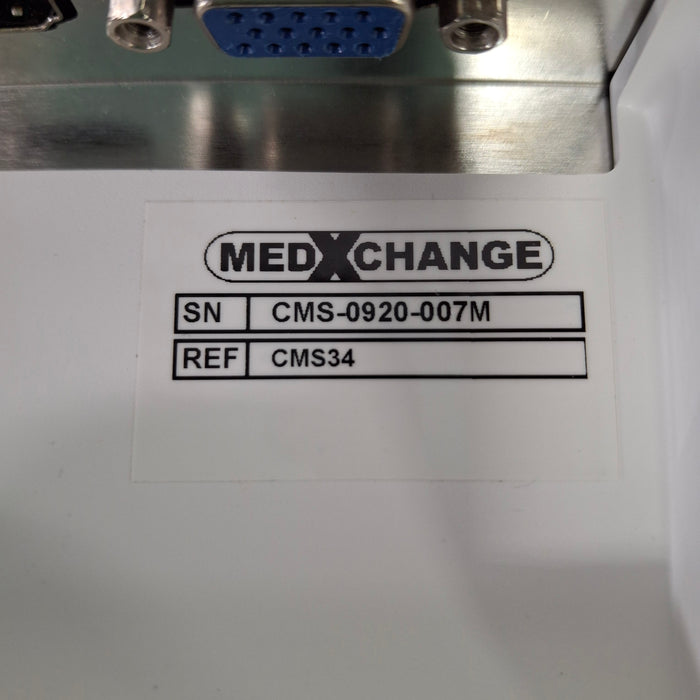 MEDXCHANGE
SN CMS-0920-007M
REF CMS34